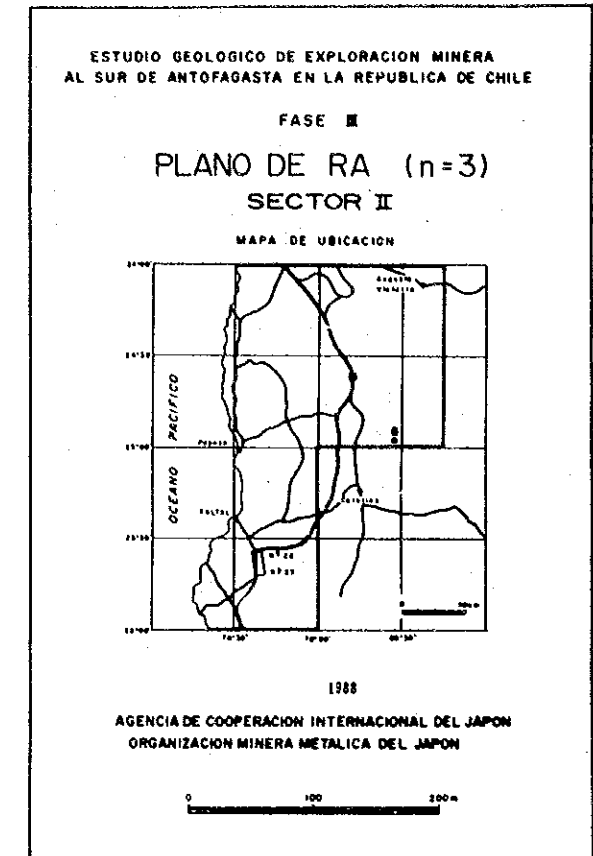 ESTUDIO GEOLOGICO DE EXPLORACION MINERA
AL SUR DE ANTOFAGASTA EN LA REPUBLICA DE CHILE
FASE III
PLANO DE RA (n=3)
SECTOR II
MAPA DE UBICACION
OCEANO PACIFICO
1988
AGENCIA DE COOPERACION INTERNACIONAL DEL JAPON
ORGANIZACION MINERA METALICA DEL JAPON
0 100 200m